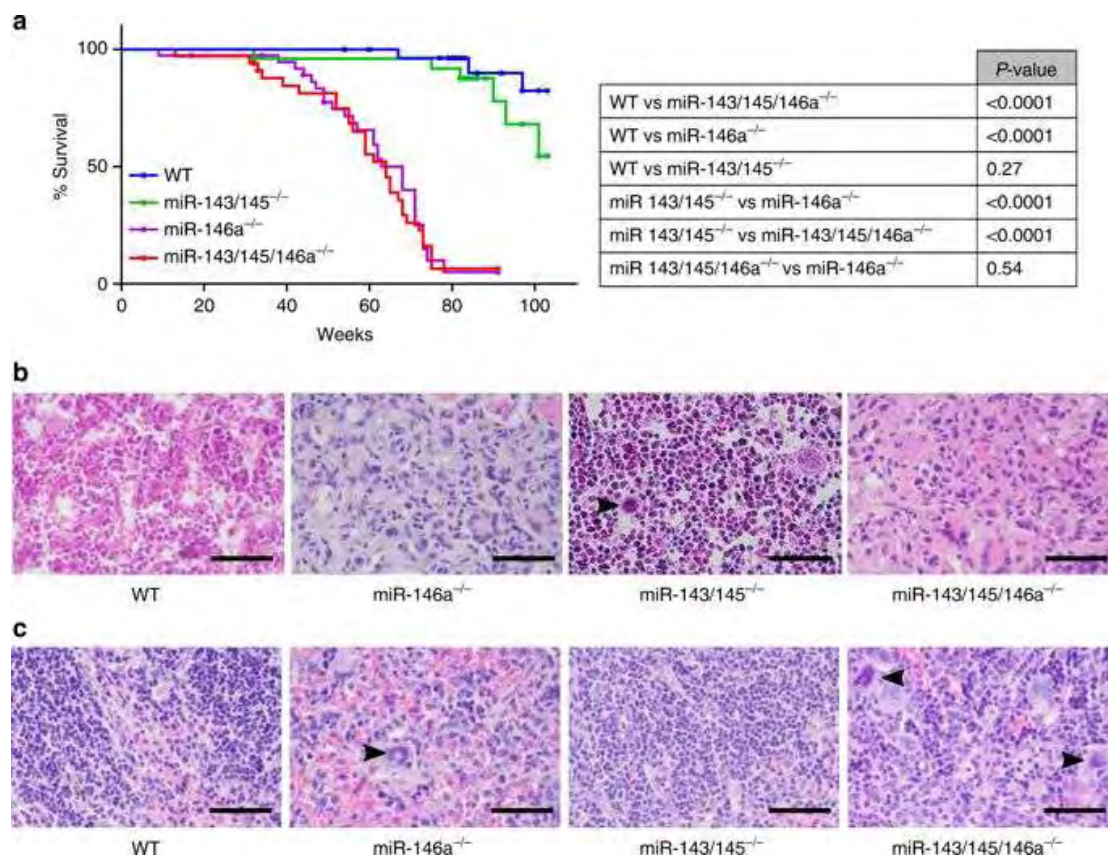 a
100
50
0
% Survival
WT
miR-143/145−/−
miR-146a−/−
miR-143/145/146a−/−
0 20 40 60 80 100
Weeks
P-value
WT vs miR-143/145/146a−/− <0.0001
WT vs miR-146a−/− <0.0001
WT vs miR-143/145−/− 0.27
miR 143/145−/− vs miR-146a−/− <0.0001
miR 143/145−/− vs miR-143/145/146a−/− <0.0001
miR 143/145/146a−/− vs miR-146a−/− 0.54
b
WT miR-146a−/− miR-143/145−/− miR-143/145/146a−/−
c
WT miR-146a−/− miR-143/145−/− miR-143/145/146a−/−